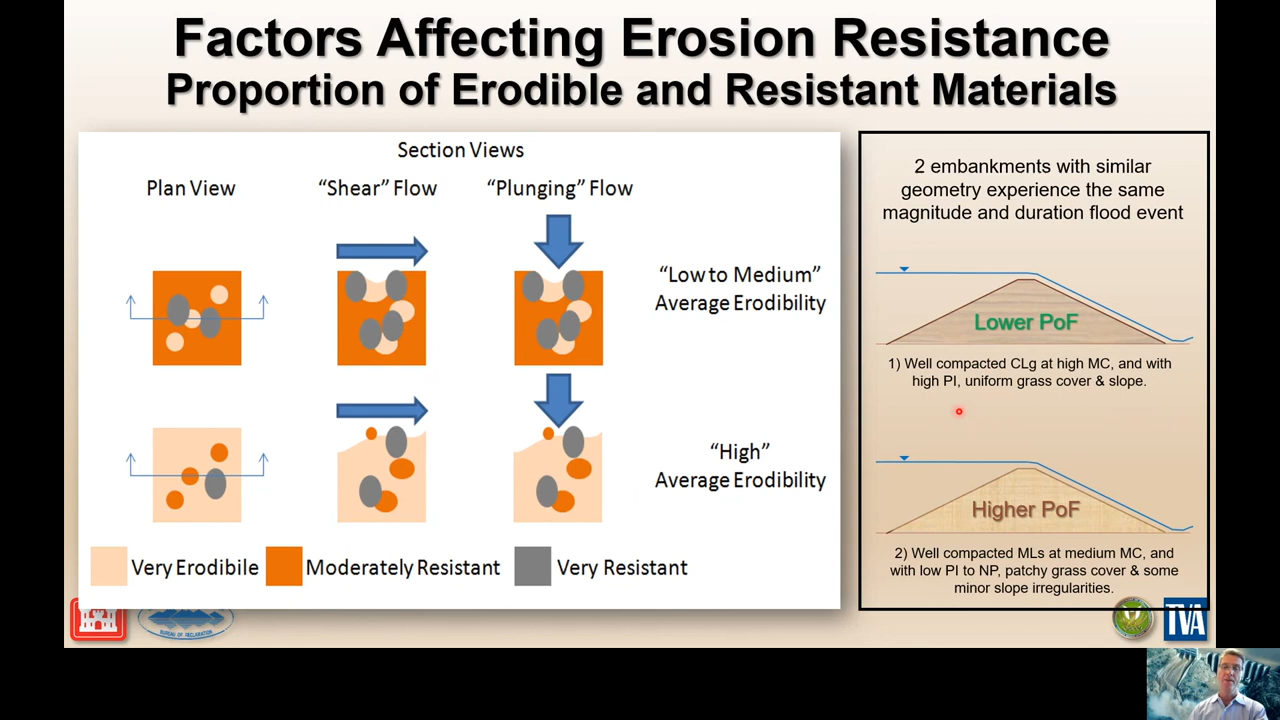 Factors Affecting Erosion Resistance
Proportion of Erodible and Resistant Materials
Section Views
Plan View
“Shear” Flow
“Plunging” Flow
“Low to Medium”
Average Erodibility
“High”
Average Erodibility
Very Erodibile
Moderately Resistant
Very Resistant
2 embankments with similar
geometry experience the same
magnitude and duration flood event
Lower PoF
1) Well compacted CLg at high MC, and with
high PI, uniform grass cover & slope.
Higher PoF
2) Well compacted MLs at medium MC, and
with low PI to NP, patchy grass cover & some
minor slope irregularities.
BUREAU OF RECLAMATION
TVA